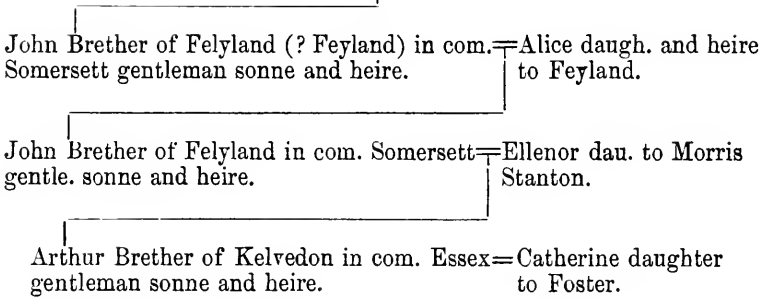 John Brether of Felyland (? Feyland) in com.=Alice daugh. and heire
Somersett gentleman sonne and heire. to Feyland.
John Brether of Felyland in com. Somersett=Ellenor dau. to Morris
gentle. sonne and heire. Stanton.
Arthur Brether of Kelvedon in com. Essex=Catherine daughter
gentleman sonne and heire. to Foster.